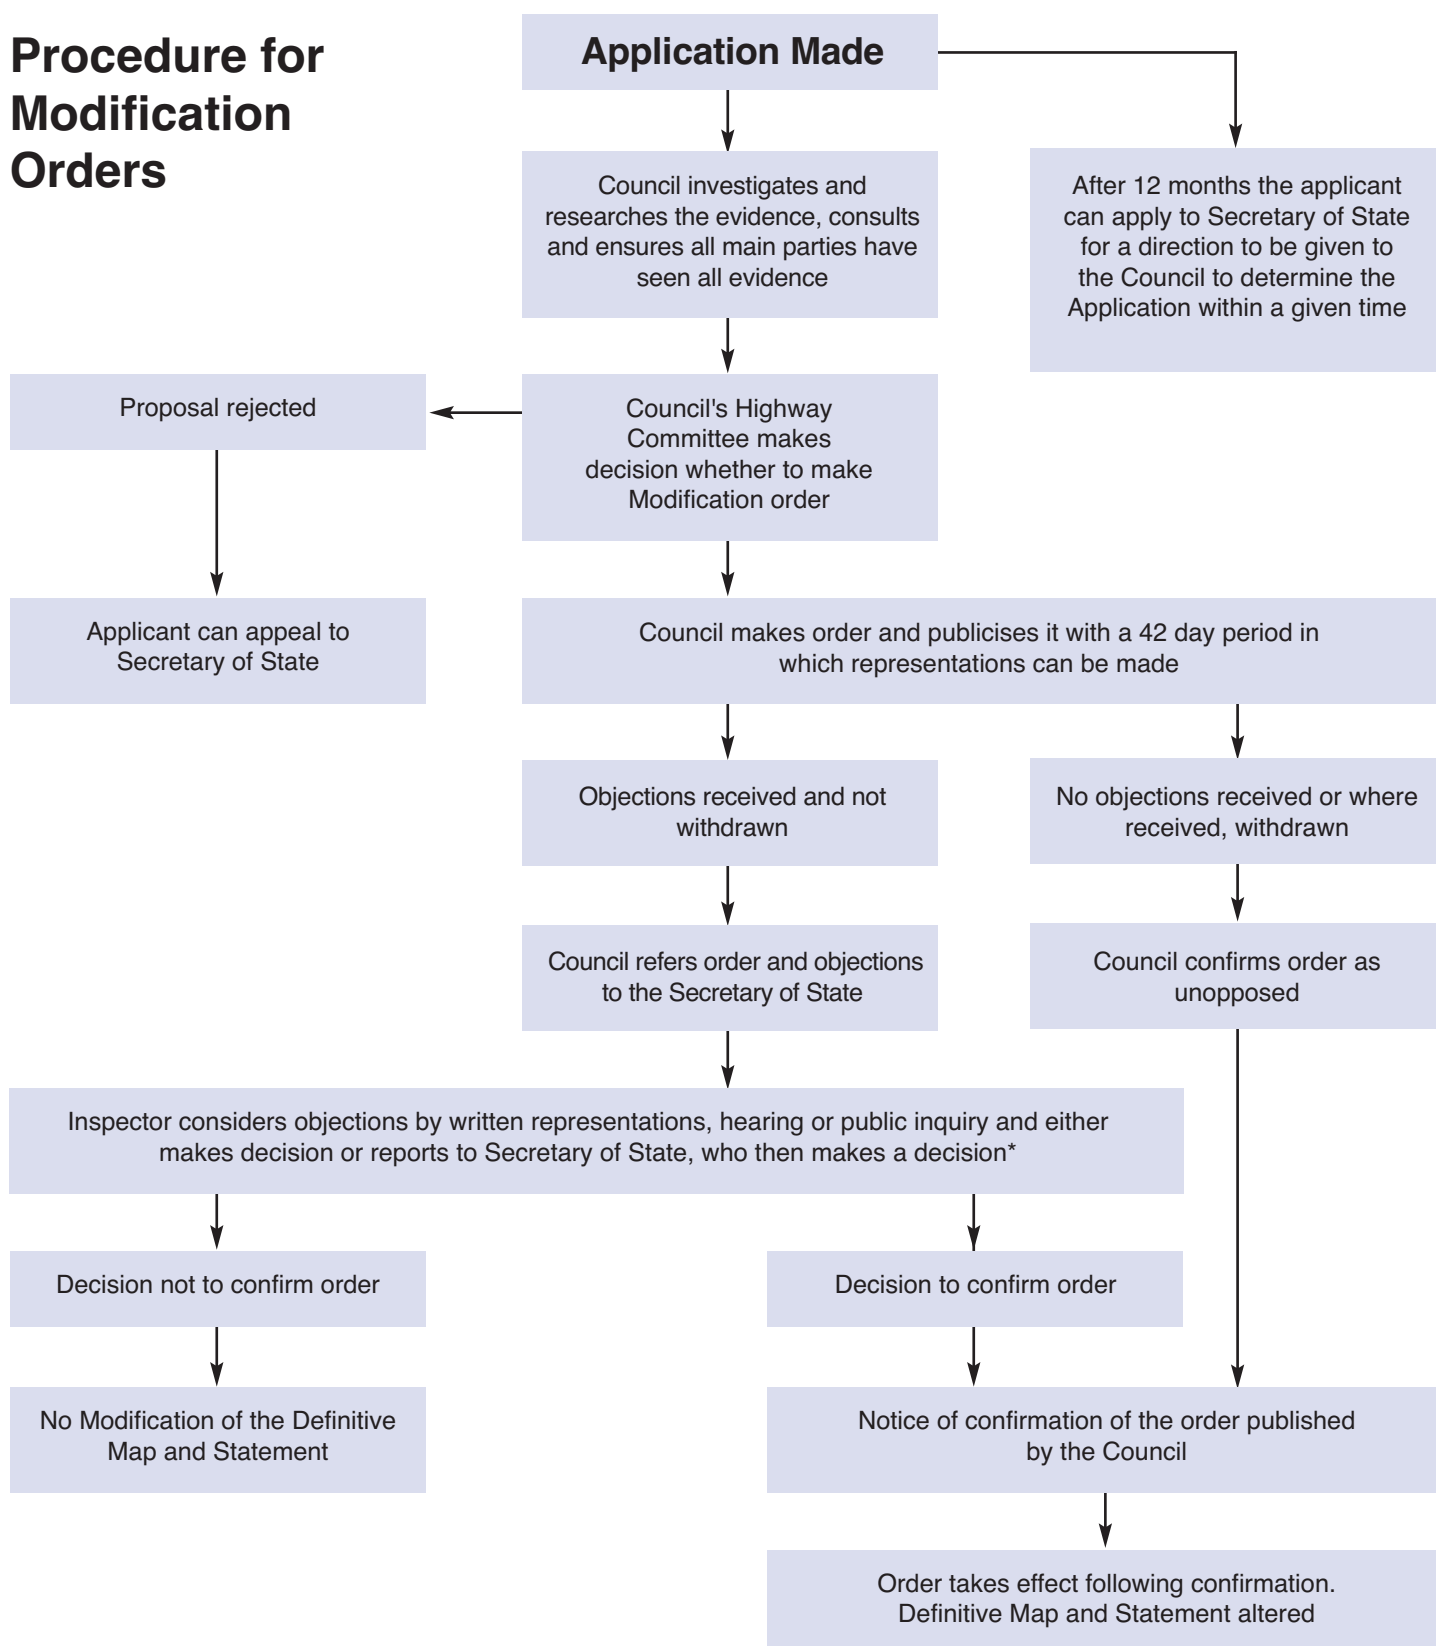 Procedure for
Modification
Orders
Application Made
Council investigates and
researches the evidence, consults
and ensures all main parties have
seen all evidence
After 12 months the applicant
can apply to Secretary of State
for a direction to be given to
the Council to determine the
Application within a given time
Proposal rejected
Council's Highway
Committee makes
decision whether to make
Modification order
Applicant can appeal to
Secretary of State
Council makes order and publicises it with a 42 day period in
which representations can be made
Objections received and not
withdrawn
No objections received or where
received, withdrawn
Council refers order and objections
to the Secretary of State
Council confirms order as
unopposed
Inspector considers objections by written representations, hearing or public inquiry and either
makes decision or reports to Secretary of State, who then makes a decision*
Decision not to confirm order
Decision to confirm order
No Modification of the Definitive
Map and Statement
Notice of confirmation of the order published
by the Council
Order takes effect following confirmation.
Definitive Map and Statement altered